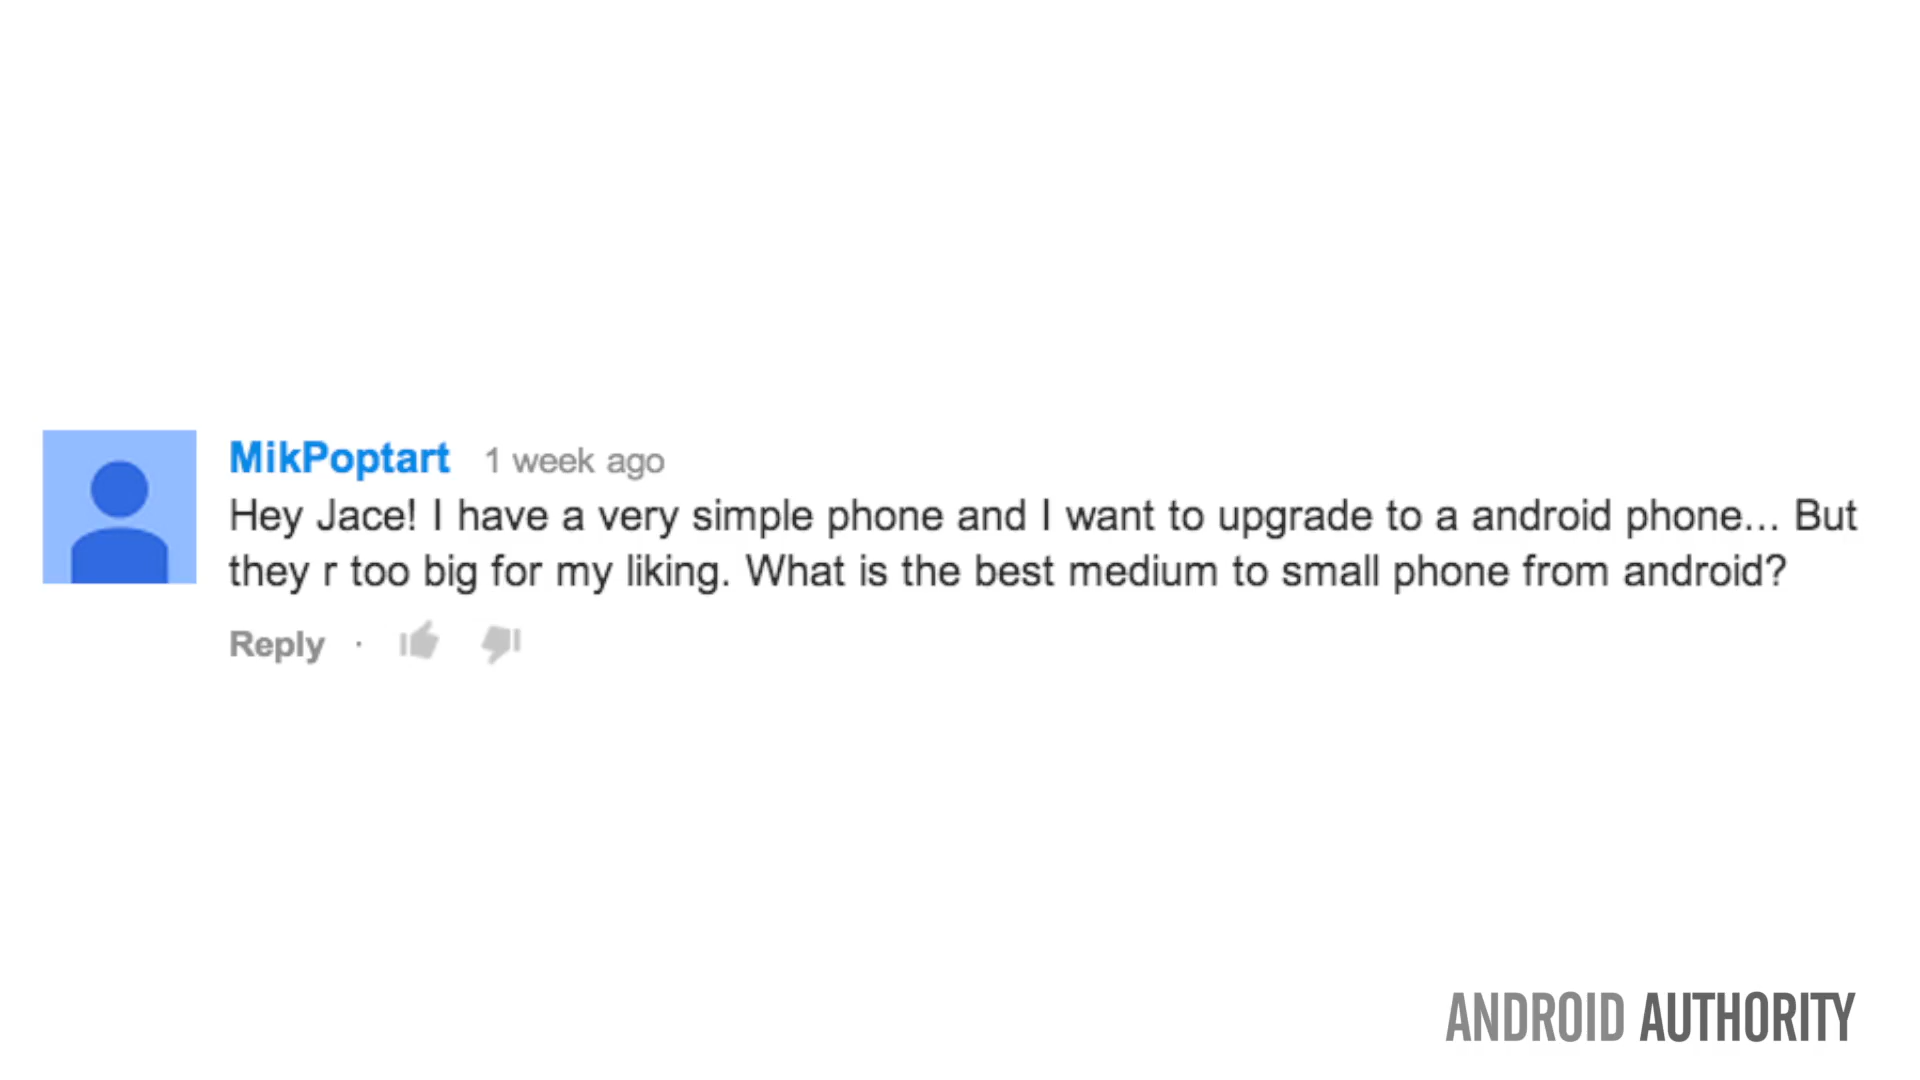 MikPoptart 1 week ago
Hey Jace! I have a very simple phone and I want to upgrade to a android phone... But
they r too big for my liking. What is the best medium to small phone from android?
Reply ·
ANDROID AUTHORITY